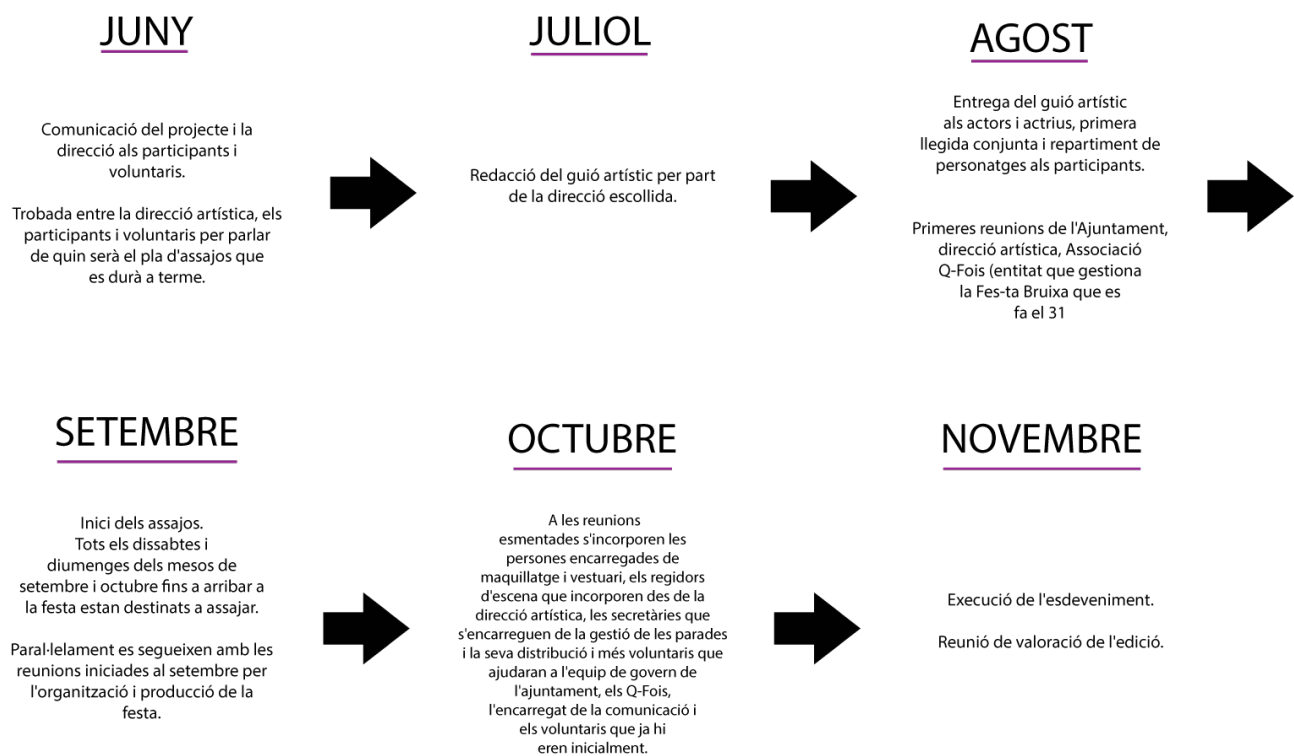 JUNY
Comunicació del projecte i la
direcció als participants i
voluntaris.
Trobada entre la direcció artística, els
participants i voluntaris per parlar
de quin serà el pla d'assajos que
es durà a terme.
JULIOL
Redacció del guió artístic per part
de la direcció escollida.
AGOST
Entrega del guió artístic
als actors i actrius, primera
llegida conjunta i repartiment de
personatges als participants.
Primeres reunions de l'Ajuntament,
direcció artística, Associació
Q-Fois (entitat que gestiona
la Fes-ta Bruixa que es
fa el 31
SETEMBRE
Inici dels assajos.
Tots els dissabtes i
diumenges dels mesos de
setembre i octubre fins a arribar a
la festa estan destinats a assajar.
Paral·lelament es segueixen amb les
reunions iniciades al setembre per
l'organització i producció de la
festa.
OCTUBRE
A les reunions
esmentades s'incorporen les
persones encarregades de
maquillatge i vestuari, els regidors
d'escena que incorporen des de la
direcció artística, les secretàries que
s'encarreguen de la gestió de les parades
i la seva distribució i més voluntaris que
ajudaran a l'equip de govern de
l'ajuntament, els Q-Fois,
l'encarregat de la comunicació i
els voluntaris que ja hi
eren inicialment.
NOVEMBRE
Execució de l'esdeveniment.
Reunió de valoració de l'edició.